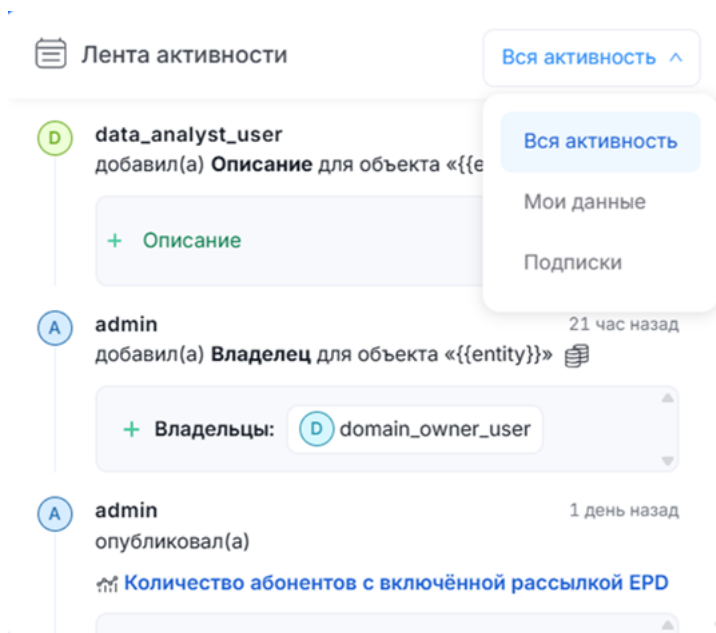 Лента активности
Вся активность
Вся активность
Мои данные
Подписки
D
data_analyst_user
добавил(а) Описание для объекта «{{e
+ Описание
A
admin
21 час назад
добавил(а) Владелец для объекта «{{entity}}»
+ Владельцы: D domain_owner_user
A
admin
1 день назад
опубликовал(а)
Количество абонентов с включённой рассылкой EPD